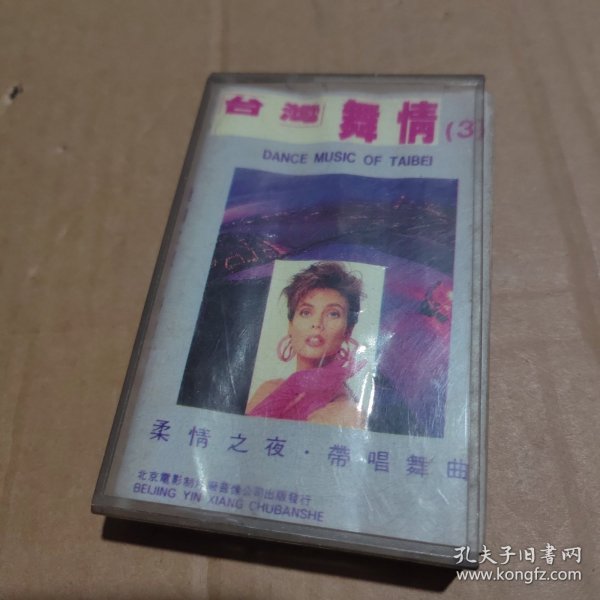 台灣 舞情(3)
DANCE MUSIC OF TAIBEI
柔情之夜·帶唱舞曲
北京電影制片廠音像公司出版發行
BEIJING YIN XIANG CHUBANSHE
孔夫子旧書网
www.kongfz.com